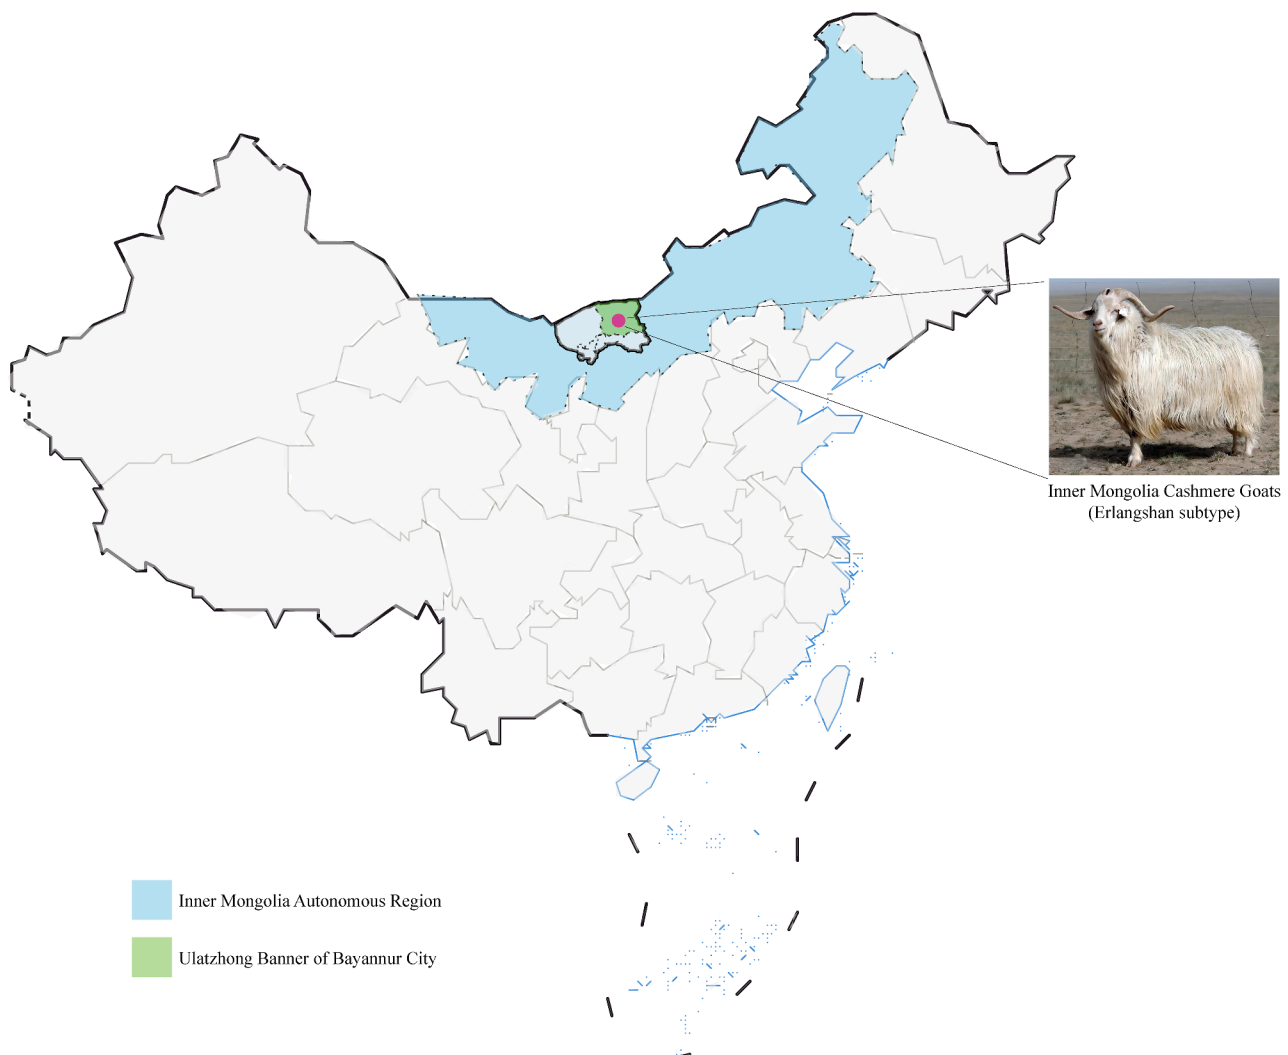 Inner Mongolia Cashmere Goats
(Erlangshan subtype)
Inner Mongolia Autonomous Region
Ulatzhong Banner of Bayannur City